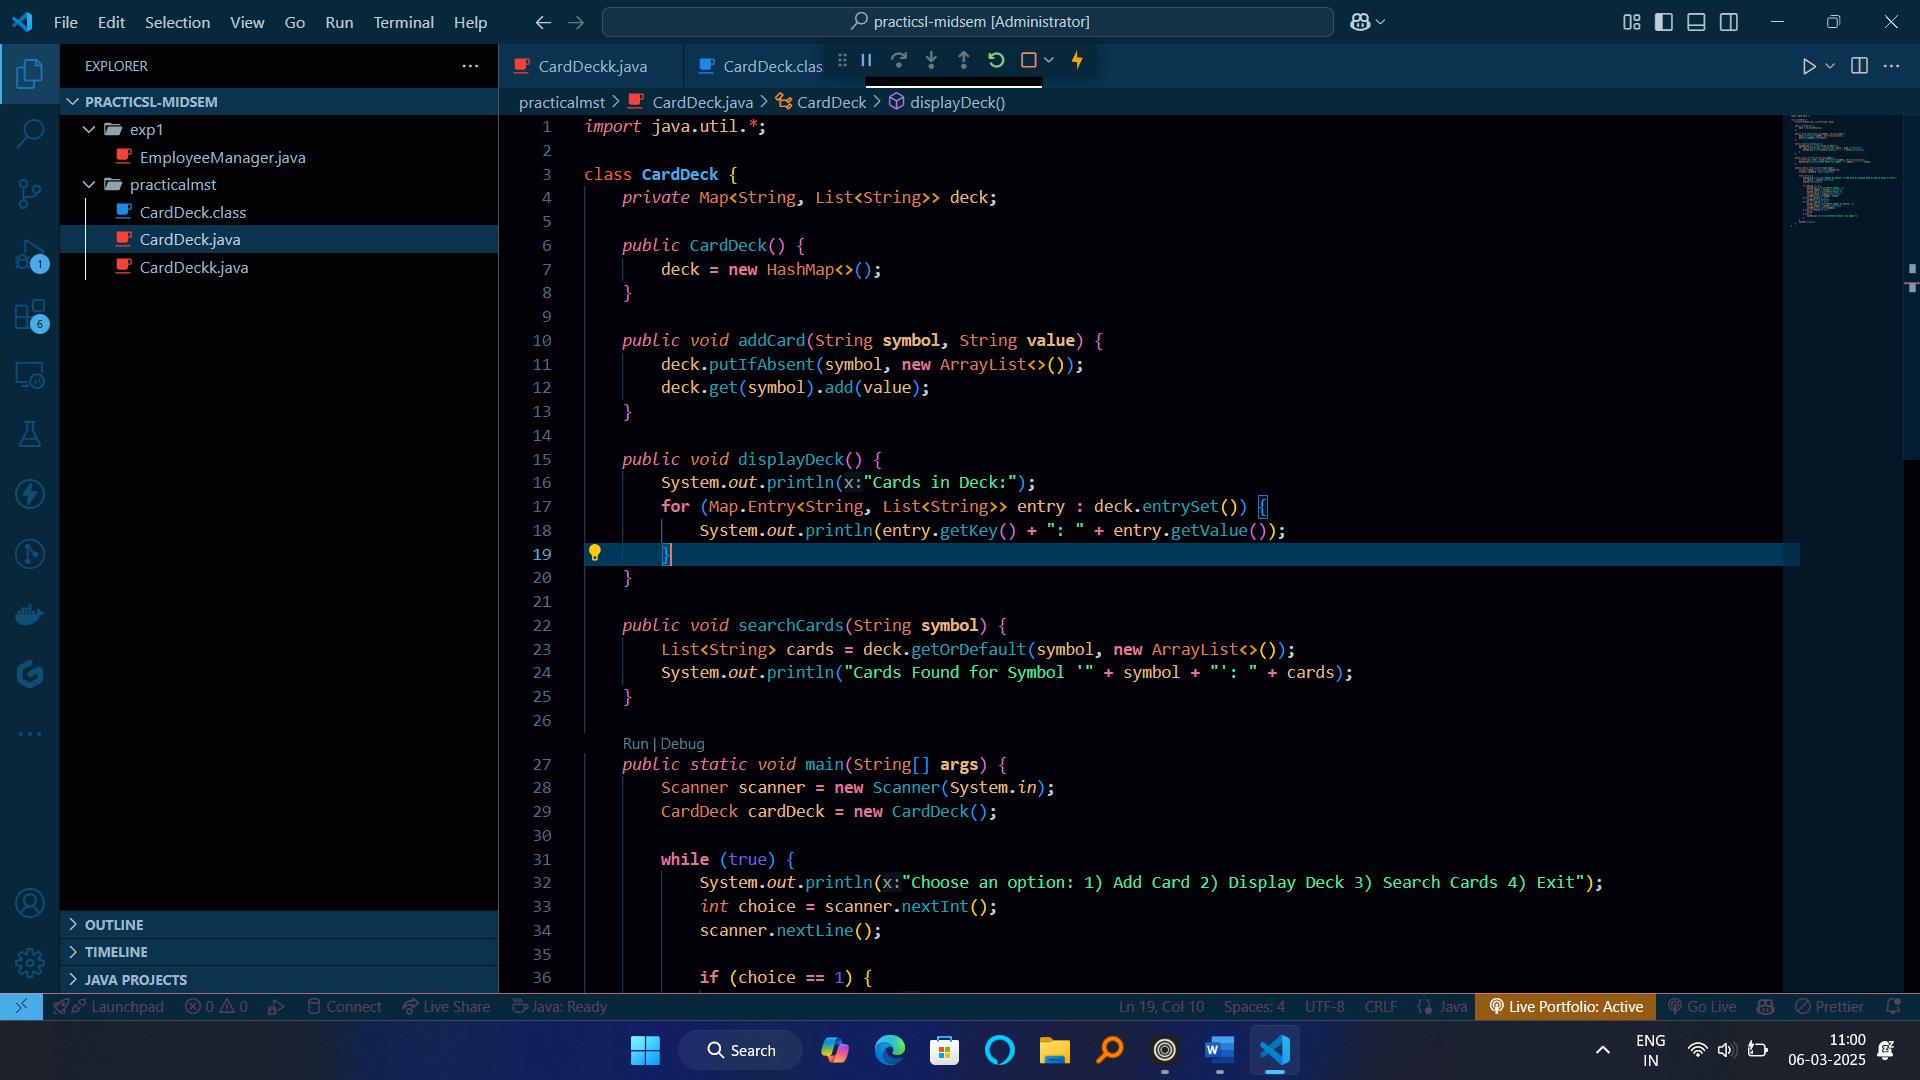 File Edit Selection View Go Run Terminal Help
practicsl-midsem [Administrator]
EXPLORER
PRACTICSL-MIDSEM
exp1
EmployeeManager.java
practicalmst
CardDeck.class
CardDeck.java
CardDeckk.java
1
6
OUTLINE
TIMELINE
JAVA PROJECTS
CardDeckk.java CardDeck.clas
practicalmst > CardDeck.java > CardDeck > displayDeck()
1 import java.util.*;
2
3 class CardDeck {
4 private Map<String, List<String>> deck;
5
6 public CardDeck() {
7 deck = new HashMap<>();
8 }
9
10 public void addCard(String symbol, String value) {
11 deck.putIfAbsent(symbol, new ArrayList<>());
12 deck.get(symbol).add(value);
13 }
14
15 public void displayDeck() {
16 System.out.println(x:"Cards in Deck:");
17 for (Map.Entry<String, List<String>> entry : deck.entrySet()) {
18 System.out.println(entry.getKey() + ": " + entry.getValue());
19 }
20 }
21
22 public void searchCards(String symbol) {
23 List<String> cards = deck.getOrDefault(symbol, new ArrayList<>());
24 System.out.println("Cards Found for Symbol '" + symbol + "': " + cards);
25 }
26
Run | Debug
27 public static void main(String[] args) {
28 Scanner scanner = new Scanner(System.in);
29 CardDeck cardDeck = new CardDeck();
30
31 while (true) {
32 System.out.println(x:"Choose an option: 1) Add Card 2) Display Deck 3) Search Cards 4) Exit");
33 int choice = scanner.nextInt();
34 scanner.nextLine();
35
36 if (choice == 1) {
Launchpad 0 0 Connect Live Share Java: Ready Ln 19, Col 10 Spaces: 4 UTF-8 CRLF {} Java Live Portfolio: Active Go Live Prettier
Search
ENG
IN
11:00
06-03-2025